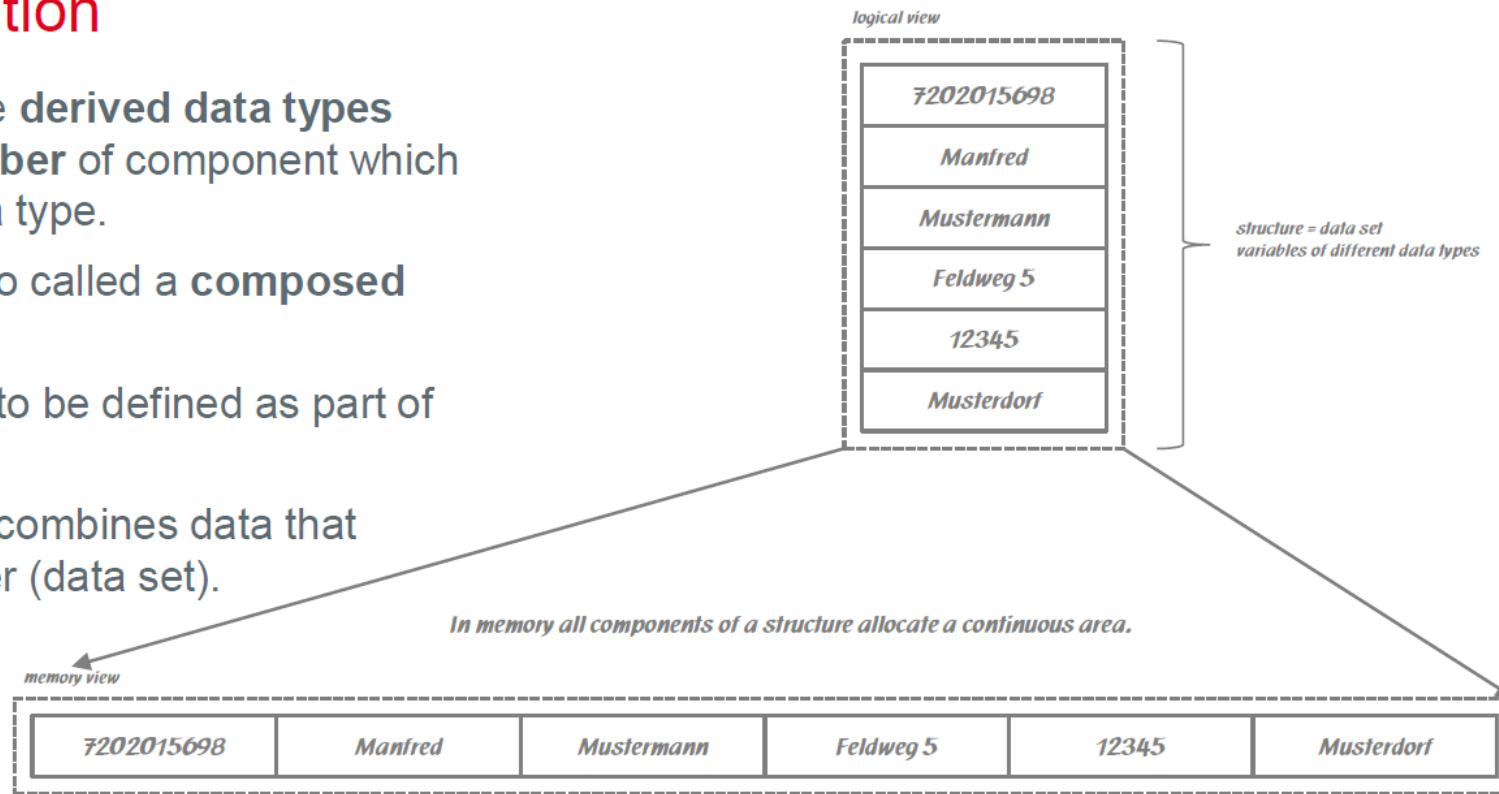 tion
e derived data types
ber of component which
a type.
o called a composed
to be defined as part of
combines data that
er (data set).
logical view
7202015698
Manfred
Mustermann
Feldweg 5
12345
Musterdorf
structure = data set
variables of different data types
In memory all components of a structure allocate a continuous area.
memory view
7202015698 Manfred Mustermann Feldweg 5 12345 Musterdorf